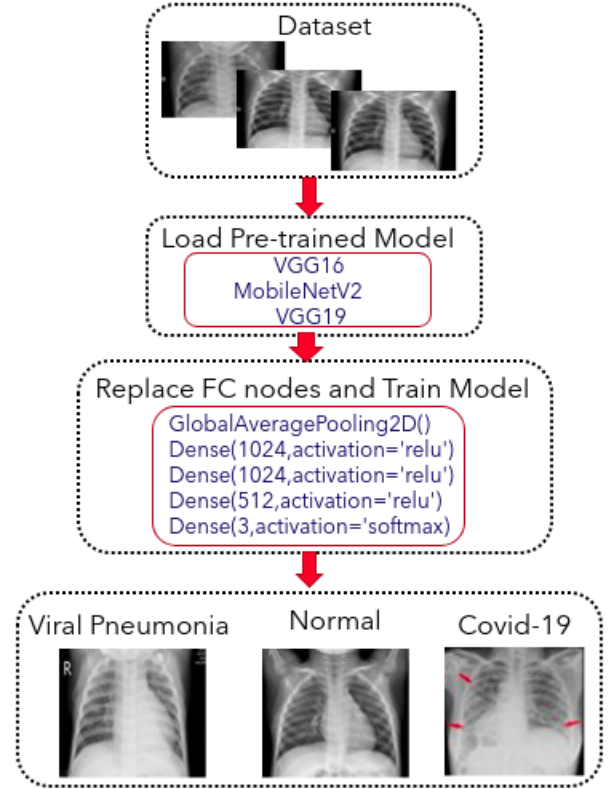 Dataset
Load Pre-trained Model
VGG16
MobileNetV2
VGG19
Replace FC nodes and Train Model
GlobalAveragePooling2D()
Dense(1024,activation='relu')
Dense(1024,activation='relu')
Dense(512,activation='relu')
Dense(3,activation='softmax)
Viral Pneumonia
Normal
Covid-19
R